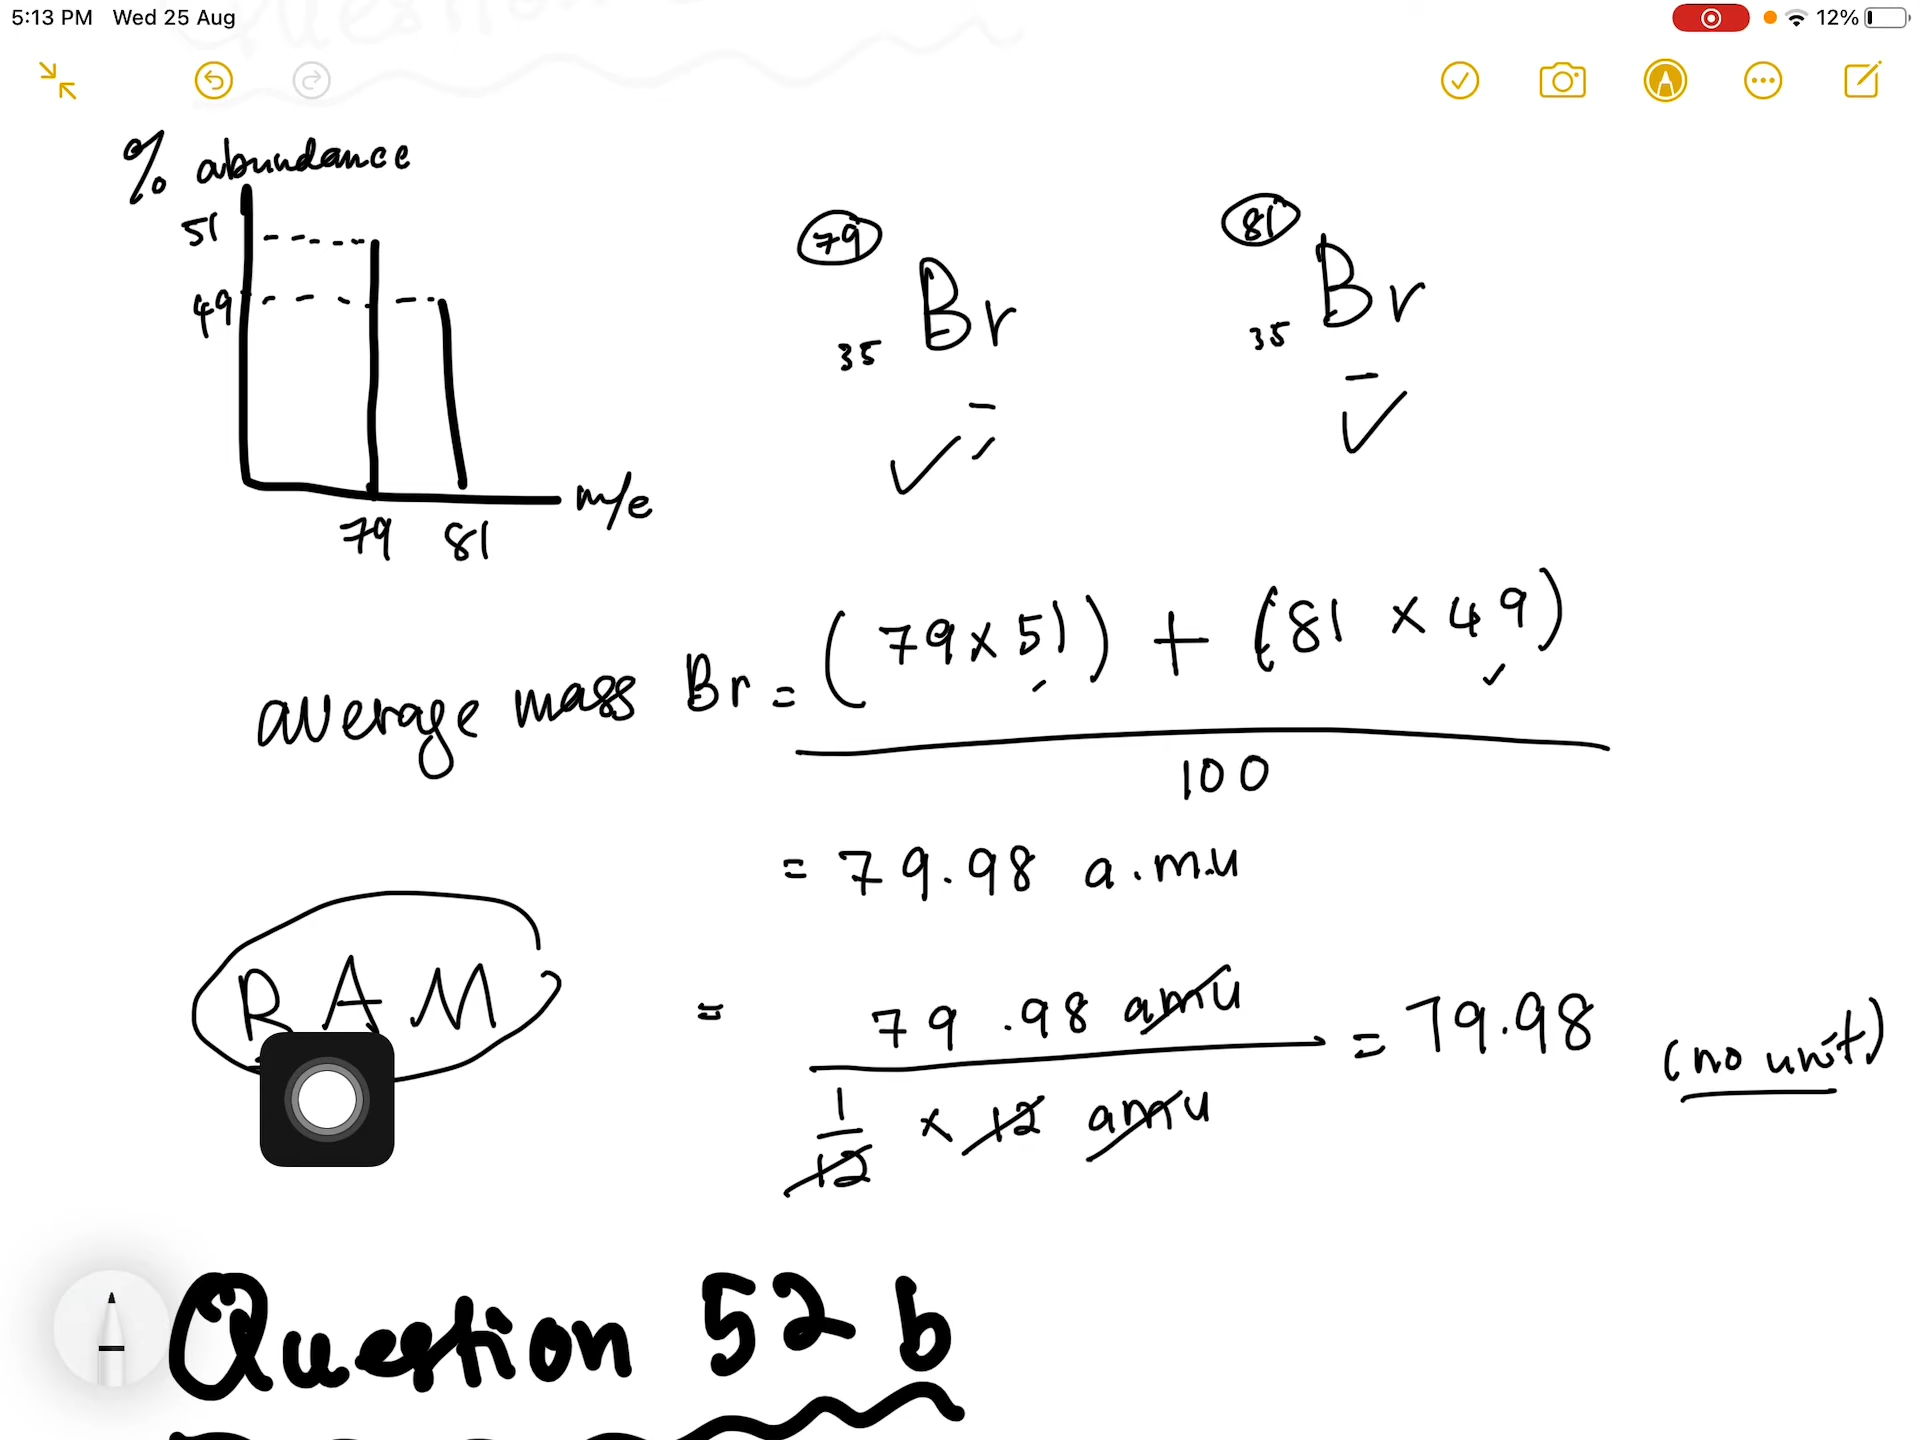 5:13 PM Wed 25 Aug 12%
% abundance
51
49
79 81 m/e
79
35 Br
81
35 Br
average mass Br = (79 x 51) + (81 x 49)
100
= 79.98 a.m.u
RAM = 79.98 amu = 79.98 (no unit)
1
12 x 12 amu
Question 52 b